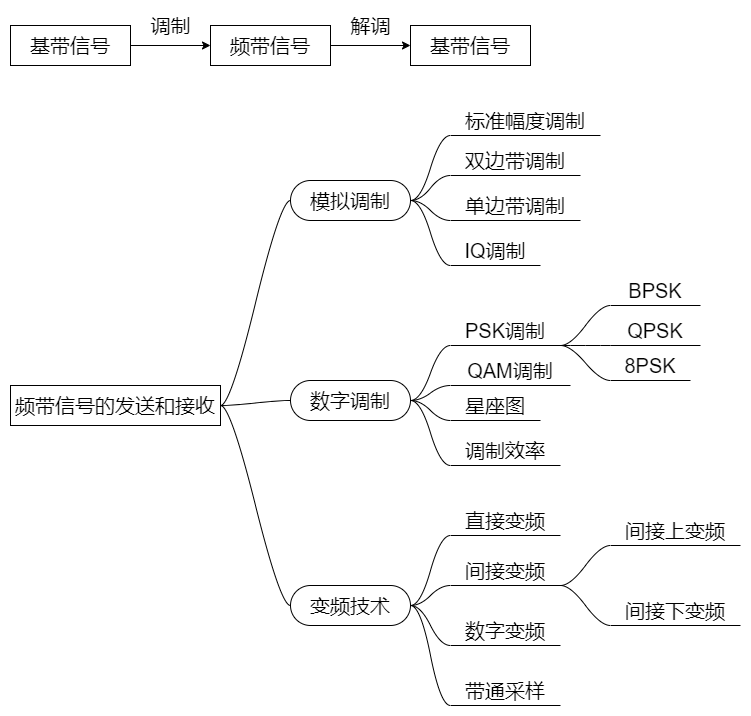 调制
解调
基带信号
频带信号
基带信号
标准幅度调制
双边带调制
模拟调制
单边带调制
IQ调制
BPSK
PSK调制
QPSK
8PSK
QAM调制
频带信号的发送和接收
数字调制
星座图
调制效率
直接变频
间接上变频
间接变频
变频技术
间接下变频
数字变频
带通采样